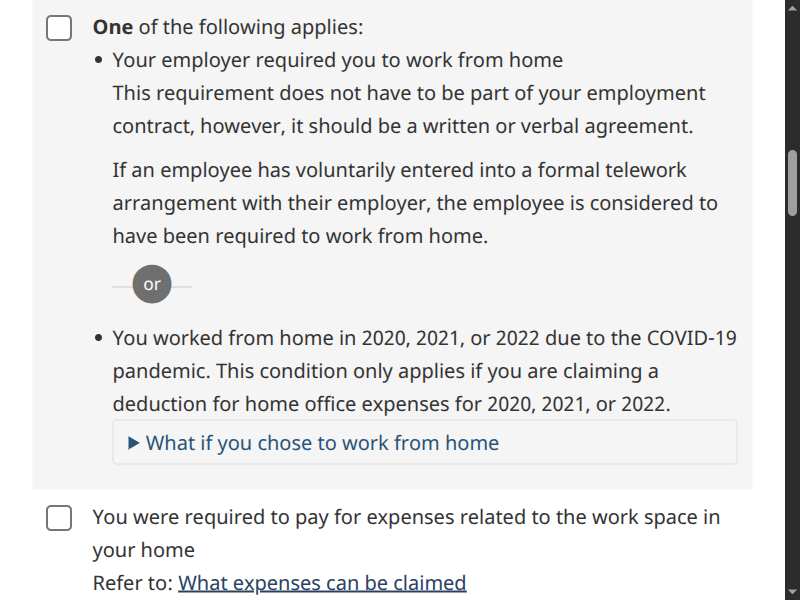 One of the following applies:
Your employer required you to work from home
This requirement does not have to be part of your employment
contract, however, it should be a written or verbal agreement.
If an employee has voluntarily entered into a formal telework
arrangement with their employer, the employee is considered to
have been required to work from home.
or
You worked from home in 2020, 2021, or 2022 due to the COVID-19
pandemic. This condition only applies if you are claiming a
deduction for home office expenses for 2020, 2021, or 2022.
What if you chose to work from home
You were required to pay for expenses related to the work space in
your home
Refer to: What expenses can be claimed